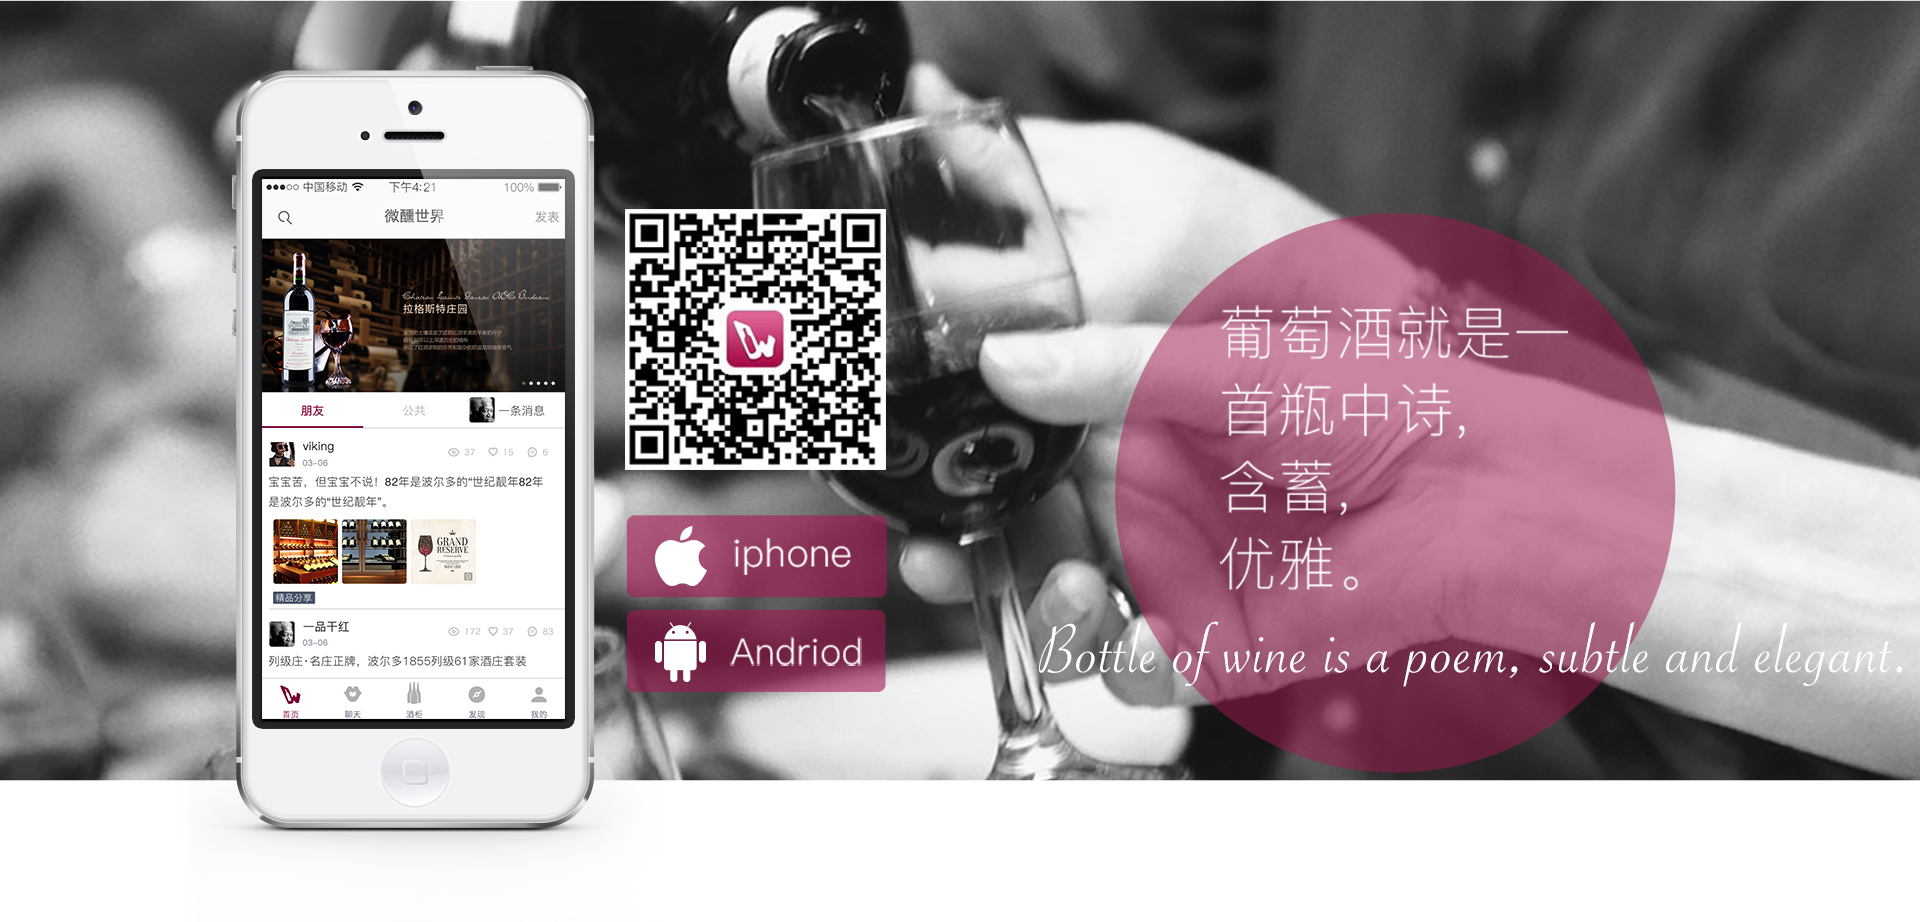 中国移动
下午4:21
100%
微醺世界
发表
拉格斯特庄园
朋友
公共
一条消息
viking
03-06
37
15
6
宝宝苦，但宝宝不说！82年是波尔多的“世纪靓年82年
是波尔多的“世纪靓年”。
GRAND
RESERVE
精品分享
一品干红
03-06
172
37
83
列级庄·名庄正牌，波尔多1855列级61家酒庄套装
首页
聊天
酒柜
发现
我的
iphone
Andriod
葡萄酒就是一
首瓶中诗，
含蓄，
优雅。
Bottle of wine is a poem, subtle and elegant.